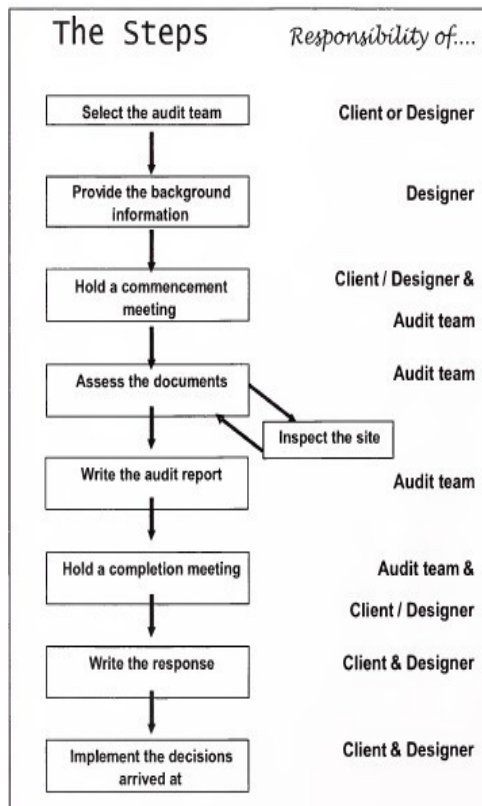 The Steps
Responsibility of....
Select the audit team
Client or Designer
Provide the background
information
Designer
Hold a commencement
meeting
Client / Designer &
Audit team
Assess the documents
Audit team
Inspect the site
Write the audit report
Audit team
Hold a completion meeting
Audit team &
Client / Designer
Write the response
Client & Designer
Implement the decisions
arrived at
Client & Designer